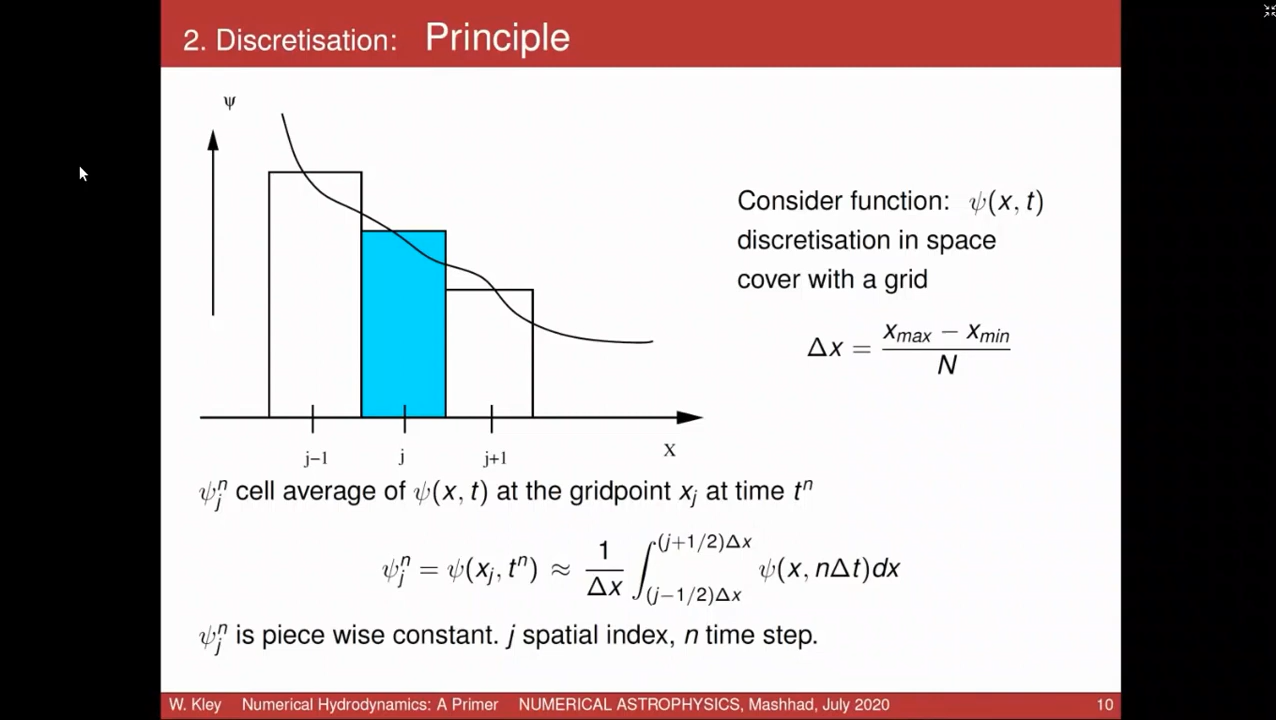 2. Discretisation: Principle
ψ
Consider function: ψ(x, t)
discretisation in space
cover with a grid
Δx = (x_max − x_min) / N
j−1 j j+1 X
ψ_j^n cell average of ψ(x, t) at the gridpoint x_j at time t^n
ψ_j^n = ψ(x_j, t^n) ≈ 1/Δx ∫_{(j−1/2)Δx}^{(j+1/2)Δx} ψ(x, nΔt)dx
ψ_j^n is piece wise constant. j spatial index, n time step.
W. Kley Numerical Hydrodynamics: A Primer NUMERICAL ASTROPHYSICS, Mashhad, July 2020 10